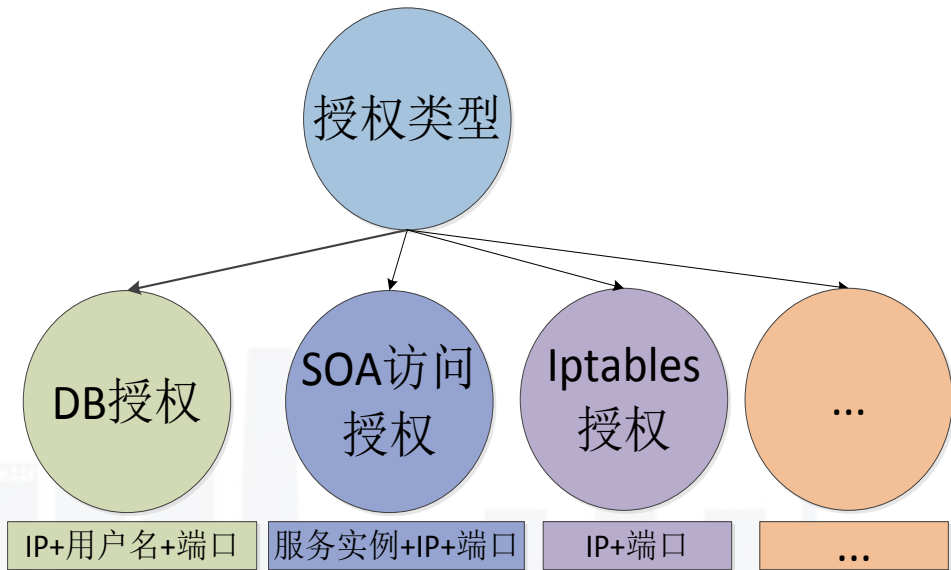 授权类型
DB授权
SOA访问
授权
Iptables
授权
...
IP+用户名+端口
服务实例+IP+端口
IP+端口
...